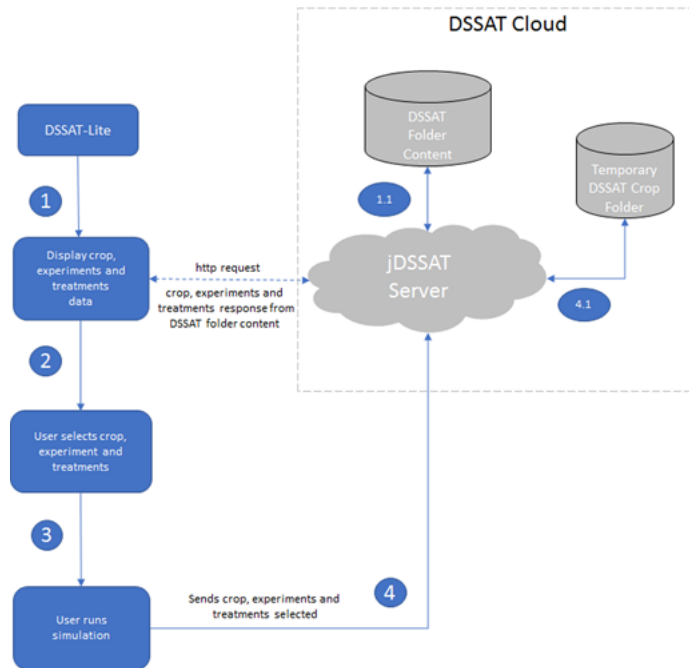 DSSAT Cloud
DSSAT-Lite
DSSAT
Folder
Content
Temporary
DSSAT Crop
Folder
1
1.1
Display crop,
experiments and
treatments
data
http request
crop, experiments and
treatments response from
DSSAT folder content
jDSSAT
Server
4.1
2
User selects crop,
experiment and
treatments
3
User runs
simulation
Sends crop, experiments and
treatments selected
4